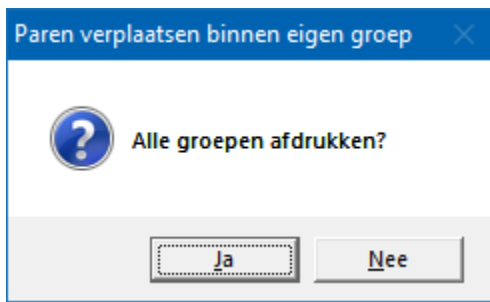 Paren verplaatsen binnen eigen groep
?
Alle groepen afdrukken?
Ja
Nee